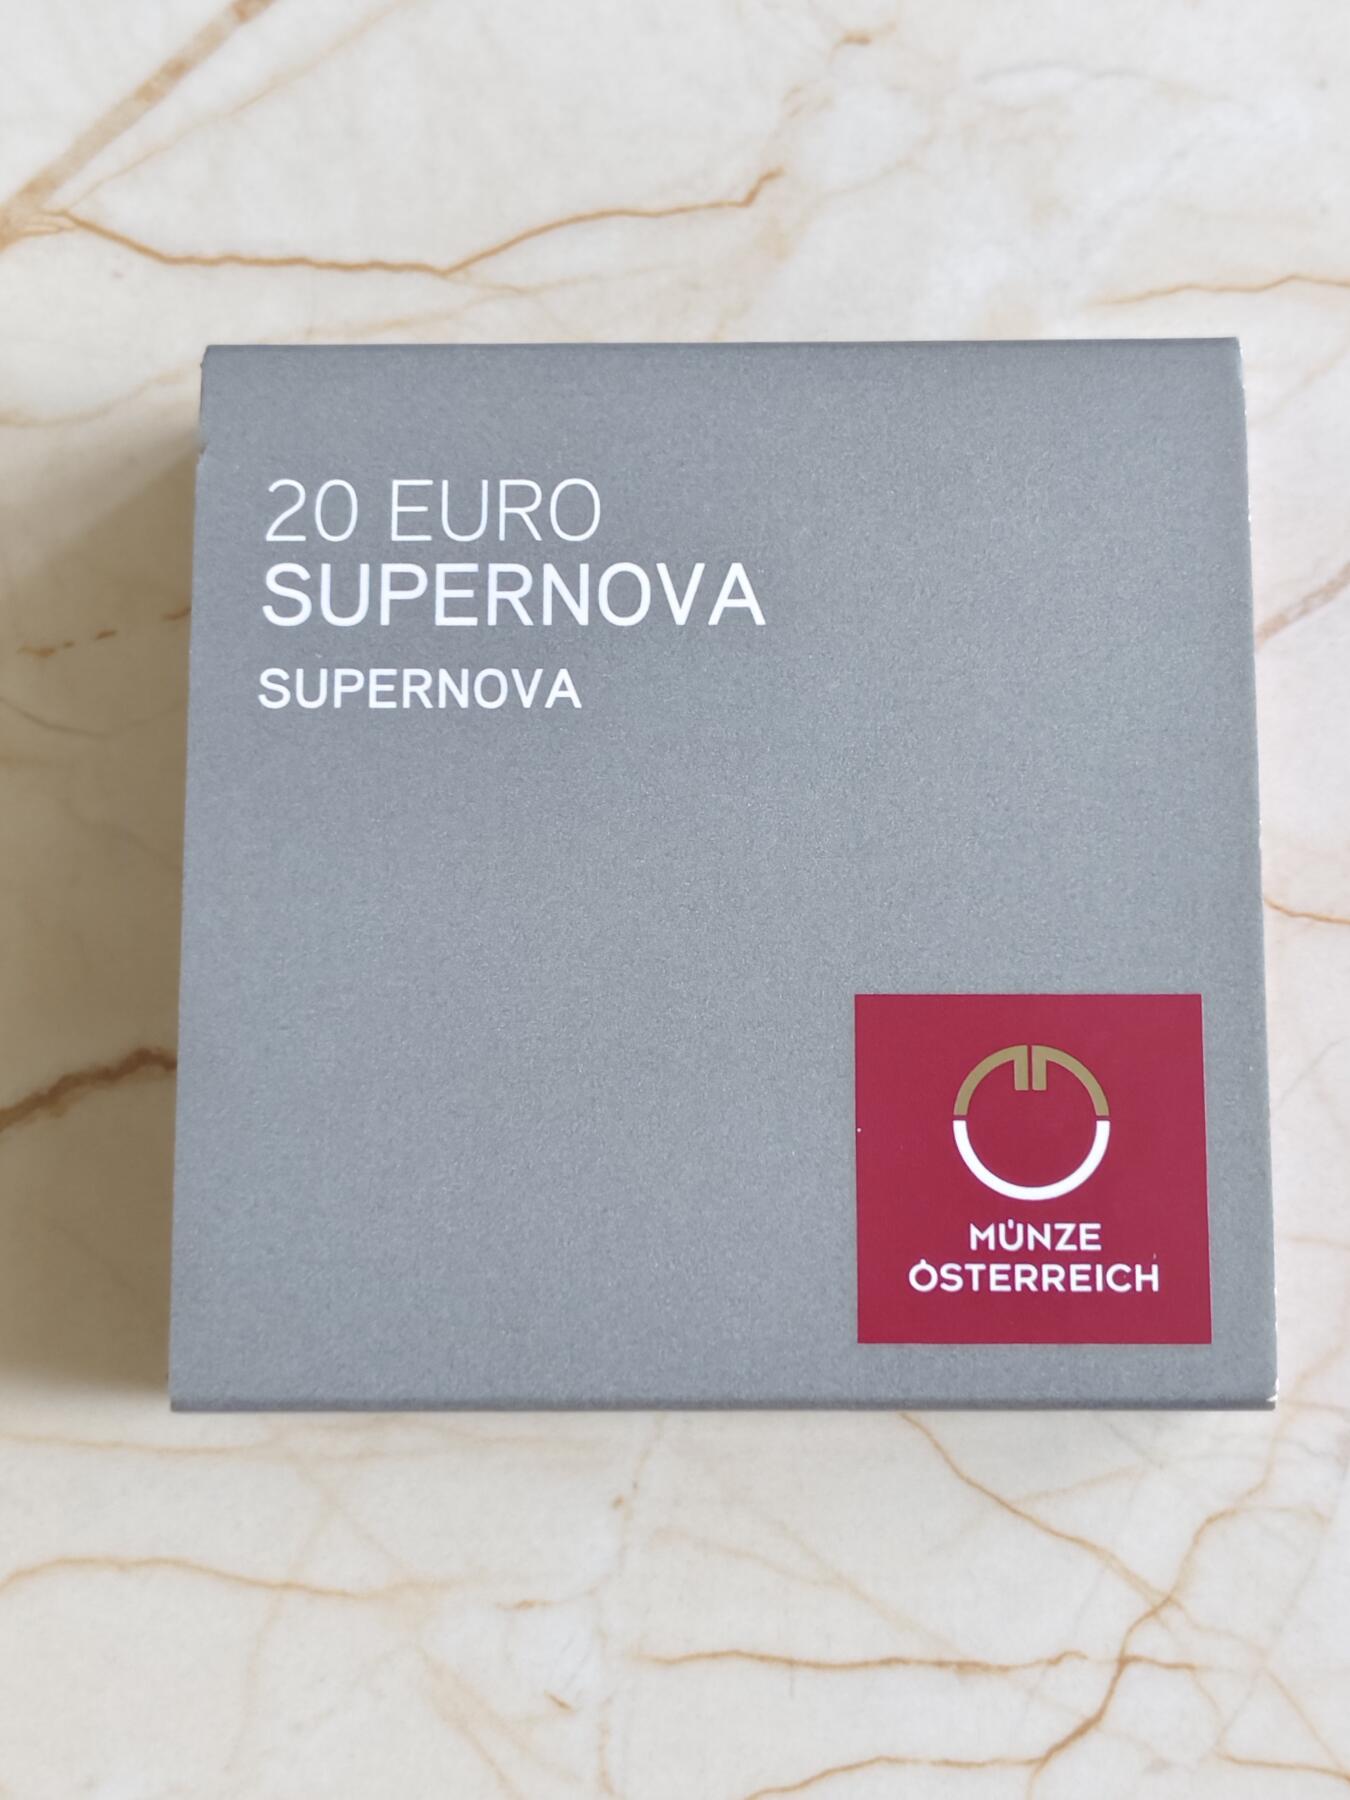 20 EURO
SUPERNOVA
SUPERNOVA
MÜNZE
ÖSTERREICH